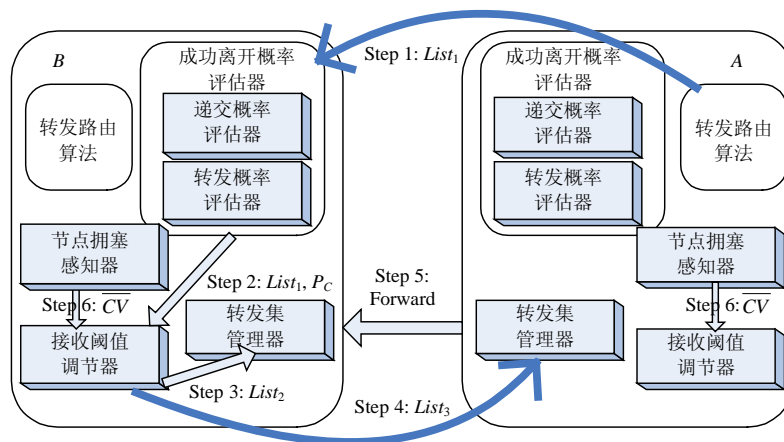 B
成功离开概率
评估器
递交概率
评估器
转发概率
评估器
转发路由
算法
节点拥塞
感知器
Step 6: \overline{CV}
接收阈值
调节器
Step 2: List₁, P_C
转发集
管理器
Step 3: List₂
Step 1: List₁
Step 5:
Forward
Step 4: List₃
A
成功离开概率
评估器
递交概率
评估器
转发概率
评估器
转发路由
算法
节点拥塞
感知器
Step 6: \overline{CV}
转发集
管理器
接收阈值
调节器